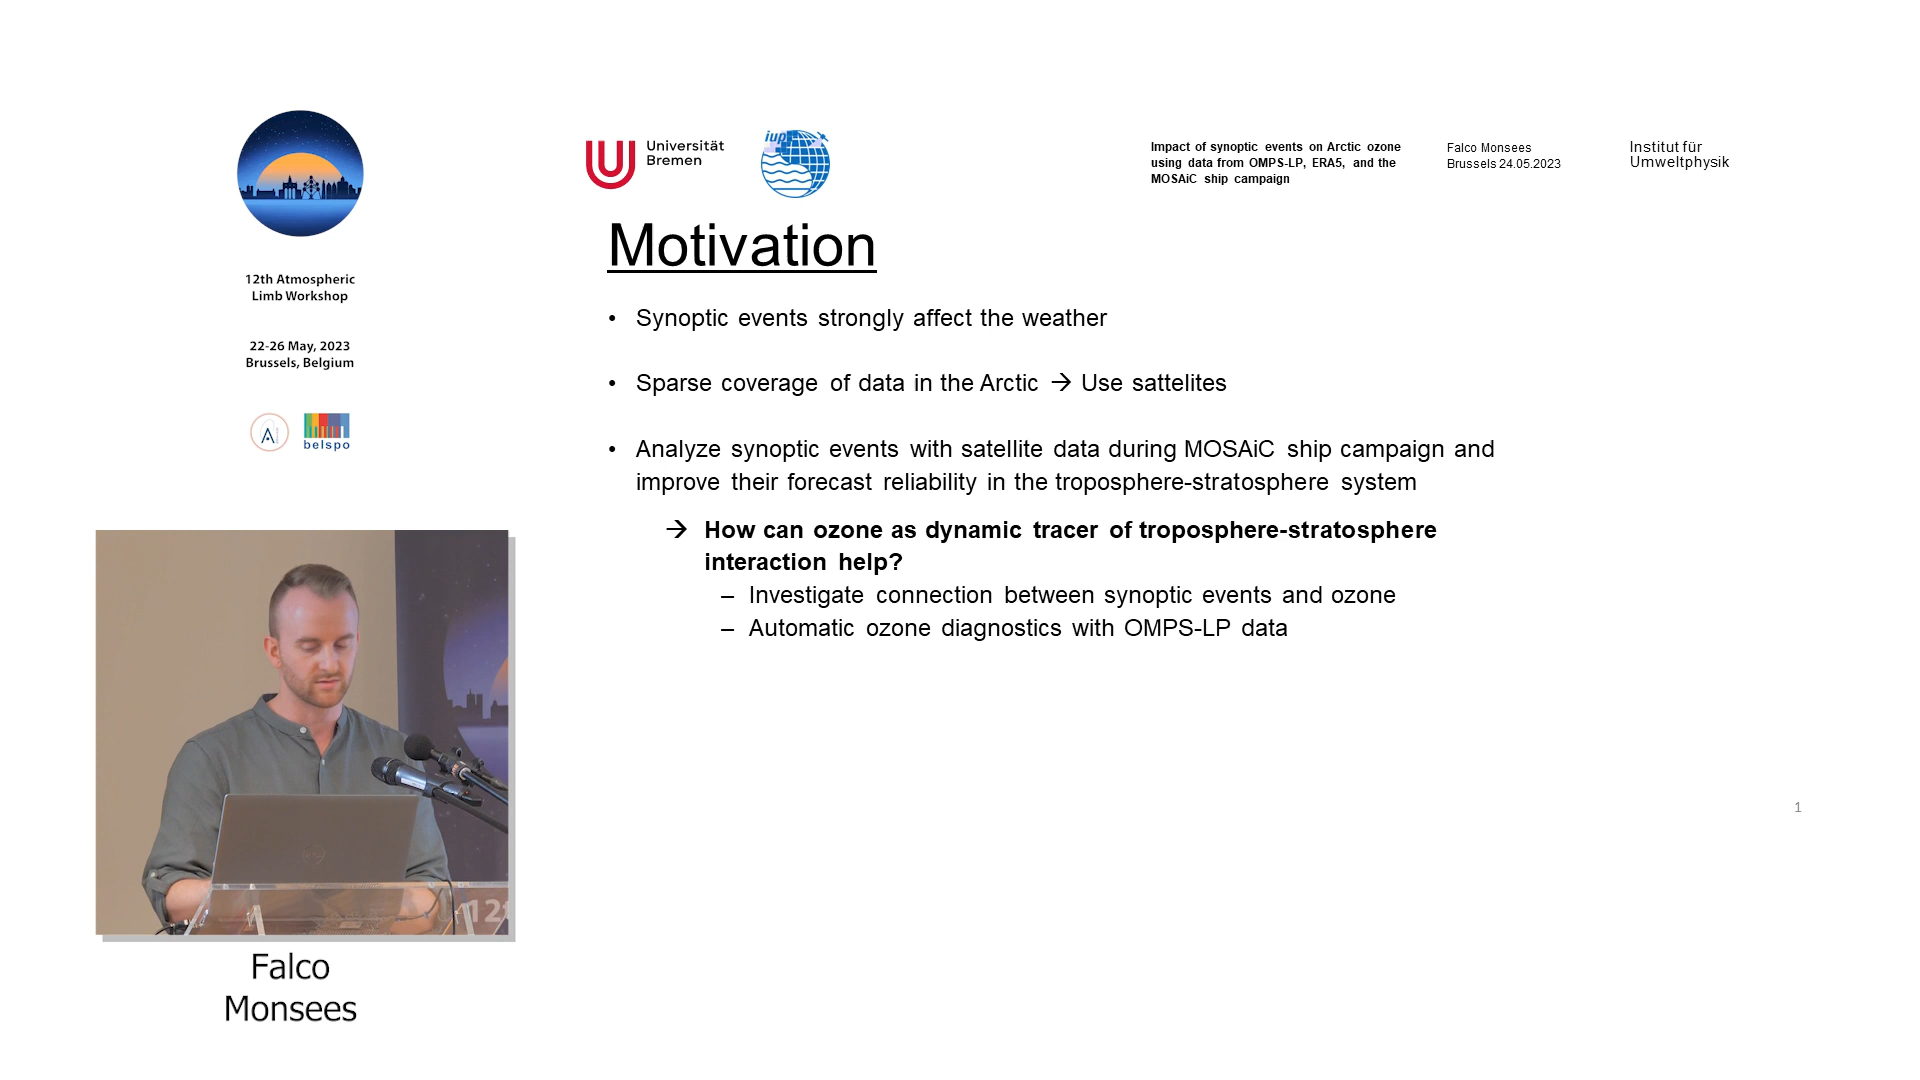 12th Atmospheric
Limb Workshop
22-26 May, 2023
Brussels, Belgium
A
belspo
Universität
Bremen
iup
Impact of synoptic events on Arctic ozone
using data from OMPS-LP, ERA5, and the
MOSAiC ship campaign
Falco Monsees
Brussels 24.05.2023
Institut für
Umweltphysik
Motivation
• Synoptic events strongly affect the weather
• Sparse coverage of data in the Arctic → Use sattelites
• Analyze synoptic events with satellite data during MOSAiC ship campaign and
improve their forecast reliability in the troposphere-stratosphere system
→ How can ozone as dynamic tracer of troposphere-stratosphere
interaction help?
– Investigate connection between synoptic events and ozone
– Automatic ozone diagnostics with OMPS-LP data
1
12t
Falco
Monsees